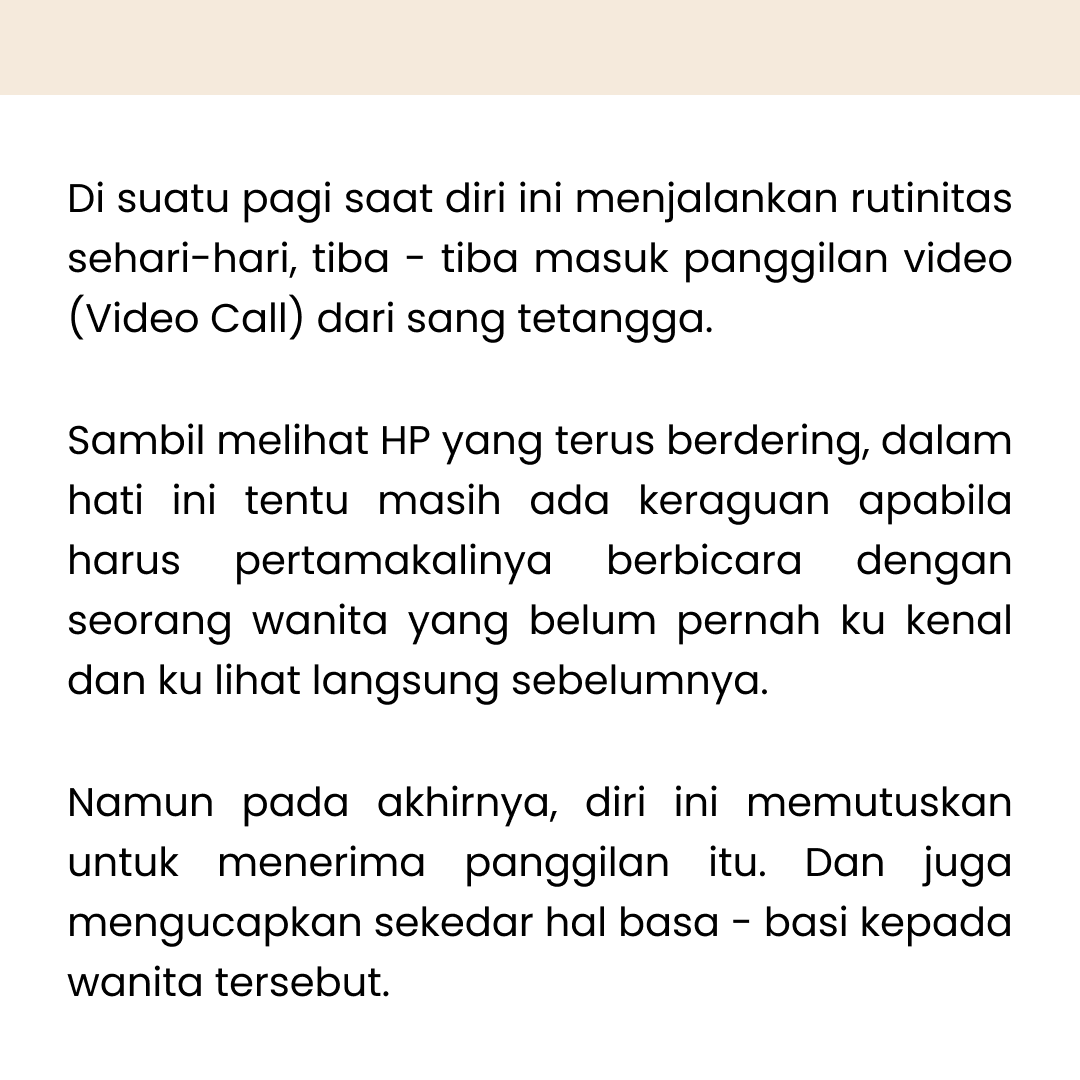 Di suatu pagi saat diri ini menjalankan rutinitas
sehari-hari, tiba - tiba masuk panggilan video
(Video Call) dari sang tetangga.
Sambil melihat HP yang terus berdering, dalam
hati ini tentu masih ada keraguan apabila
harus pertamakalinya berbicara dengan
seorang wanita yang belum pernah ku kenal
dan ku lihat langsung sebelumnya.
Namun pada akhirnya, diri ini memutuskan
untuk menerima panggilan itu. Dan juga
mengucapkan sekedar hal basa - basi kepada
wanita tersebut.